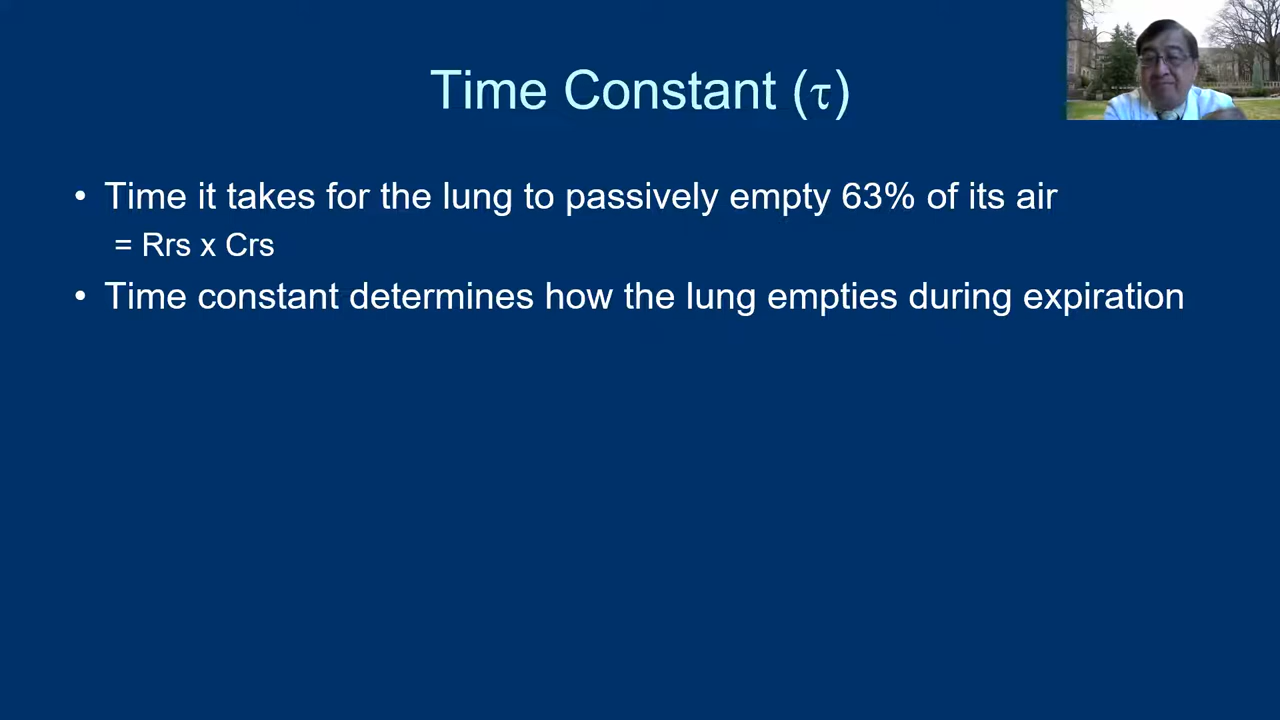 Time Constant (τ)
• Time it takes for the lung to passively empty 63% of its air
= Rrs x Crs
• Time constant determines how the lung empties during expiration